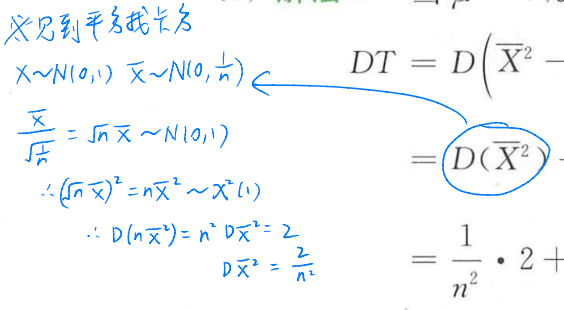 ※见到平方找卡方
X~N(0,1) X̄~N(0,1/n)
X̄/√(1/n) = √n X̄ ~ N(0,1)
∴(√n X̄)² = nX̄² ~ χ²(1)
∴ D(nX̄²) = n² DX̄² = 2
DX̄² = 2/n²
DT = D(X̄² −
= D(X̄²)
= 1/n² · 2 +